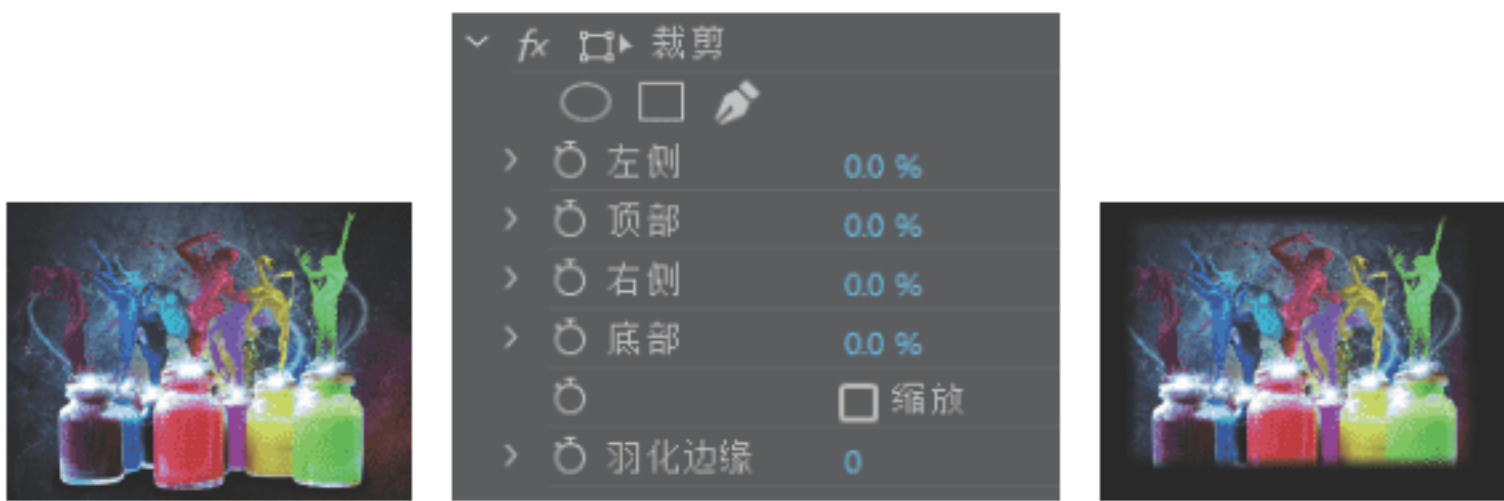 fx 裁剪
左侧 0.0 %
顶部 0.0 %
右侧 0.0 %
底部 0.0 %
缩放
羽化边缘 0